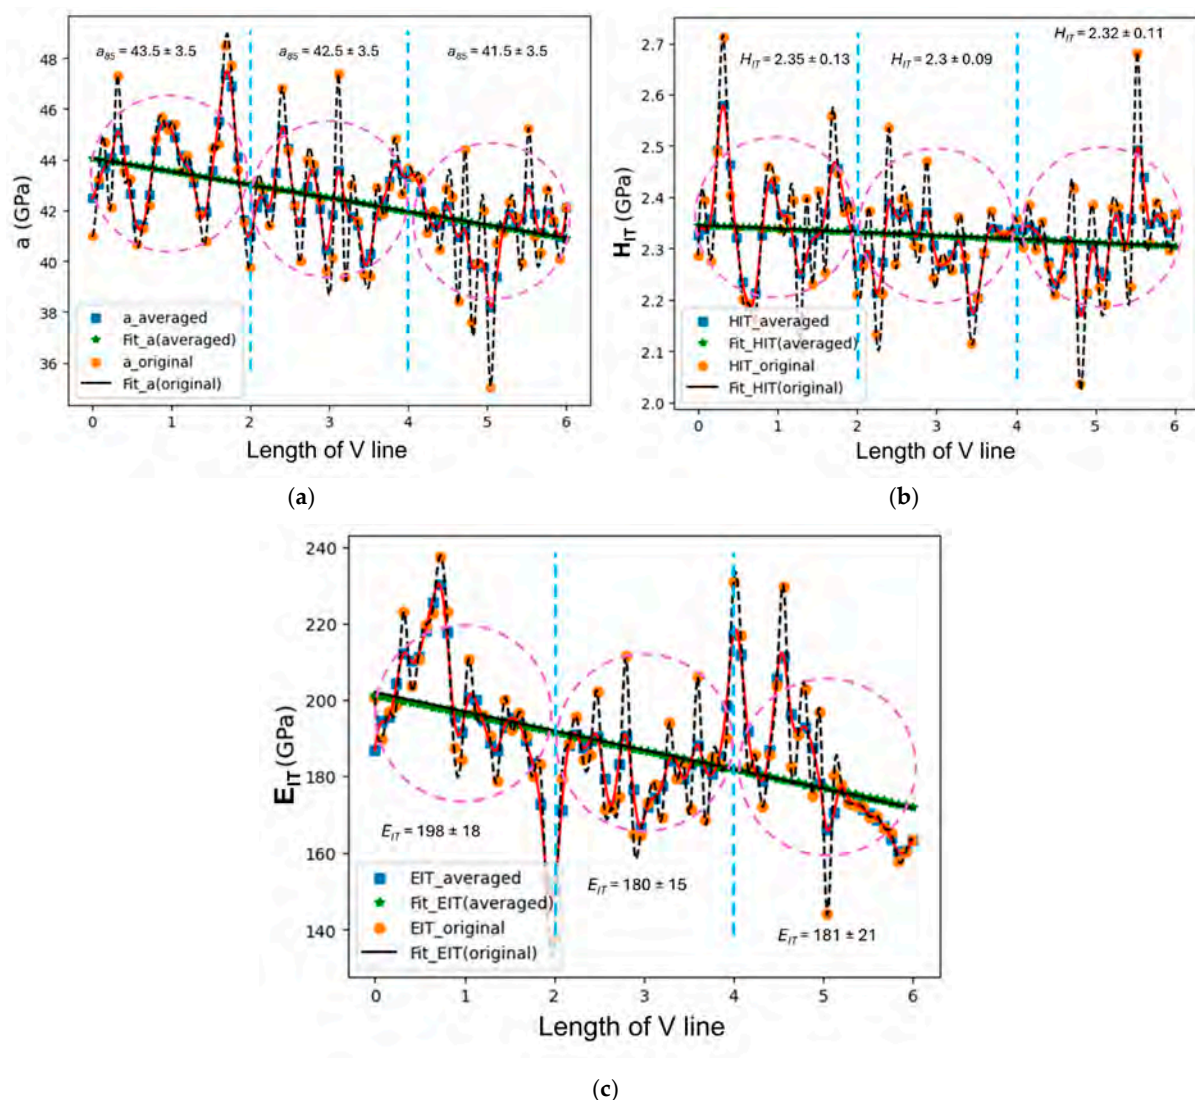 a₈₅ = 43.5 ± 3.5
a₈₅ = 42.5 ± 3.5
a₈₅ = 41.5 ± 3.5
48
46
44
42
40
38
36
a (GPa)
a_averaged
Fit_a(averaged)
a_original
Fit_a(original)
0 1 2 3 4 5 6
Length of V line
(a)
H_IT = 2.32 ± 0.11
H_IT = 2.35 ± 0.13
H_IT = 2.3 ± 0.09
2.7
2.6
2.5
2.4
2.3
2.2
2.1
2.0
H_IT (GPa)
HIT_averaged
Fit_HIT(averaged)
HIT_original
Fit_HIT(original)
0 1 2 3 4 5 6
Length of V line
(b)
240
220
200
180
160
140
E_IT (GPa)
E_IT = 198 ± 18
E_IT = 180 ± 15
E_IT = 181 ± 21
EIT_averaged
Fit_EIT(averaged)
EIT_original
Fit_EIT(original)
0 1 2 3 4 5 6
Length of V line
(c)